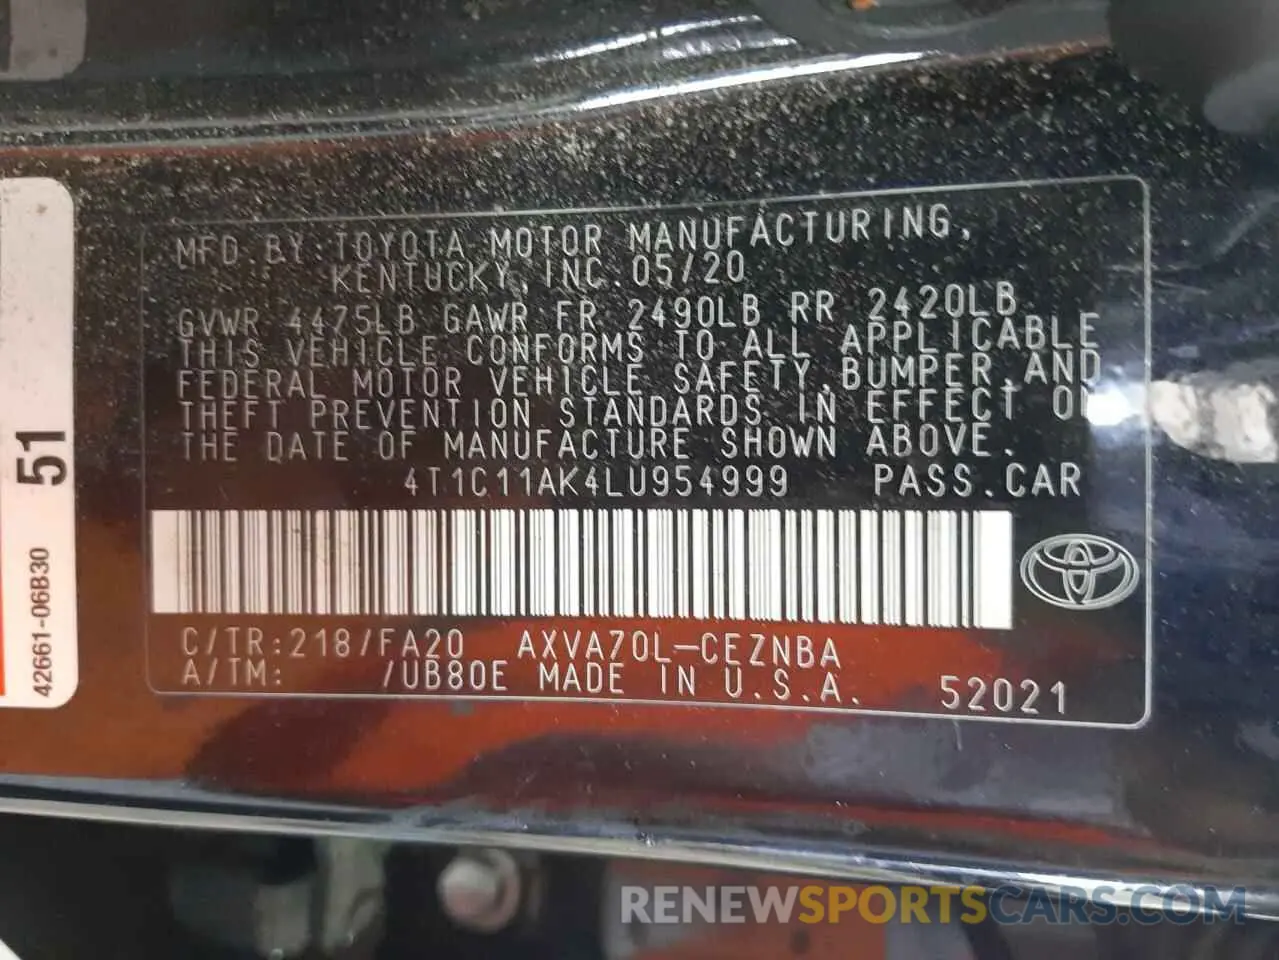 MFD.BY:TOYOTA MOTOR MANUFACTURING,
KENTUCKY,INC.05/20
GVWR 4475LB GAWR FR 2490LB RR 2420LB
THIS VEHICLE CONFORMS TO ALL APPLICABLE
FEDERAL MOTOR VEHICLE SAFETY,BUMPER,AND
THEFT PREVENTION STANDARDS IN EFFECT
THE DATE OF MANUFACTURE SHOWN ABOVE.
4T1C11AK4LU954999 PASS.CAR
C/TR:218/FA20 AXVA70L-CEZNBA
A/TM: /UB80E MADE IN U.S.A.
52021
51
42661-06B30
RENEWSPORTSCARS.COM